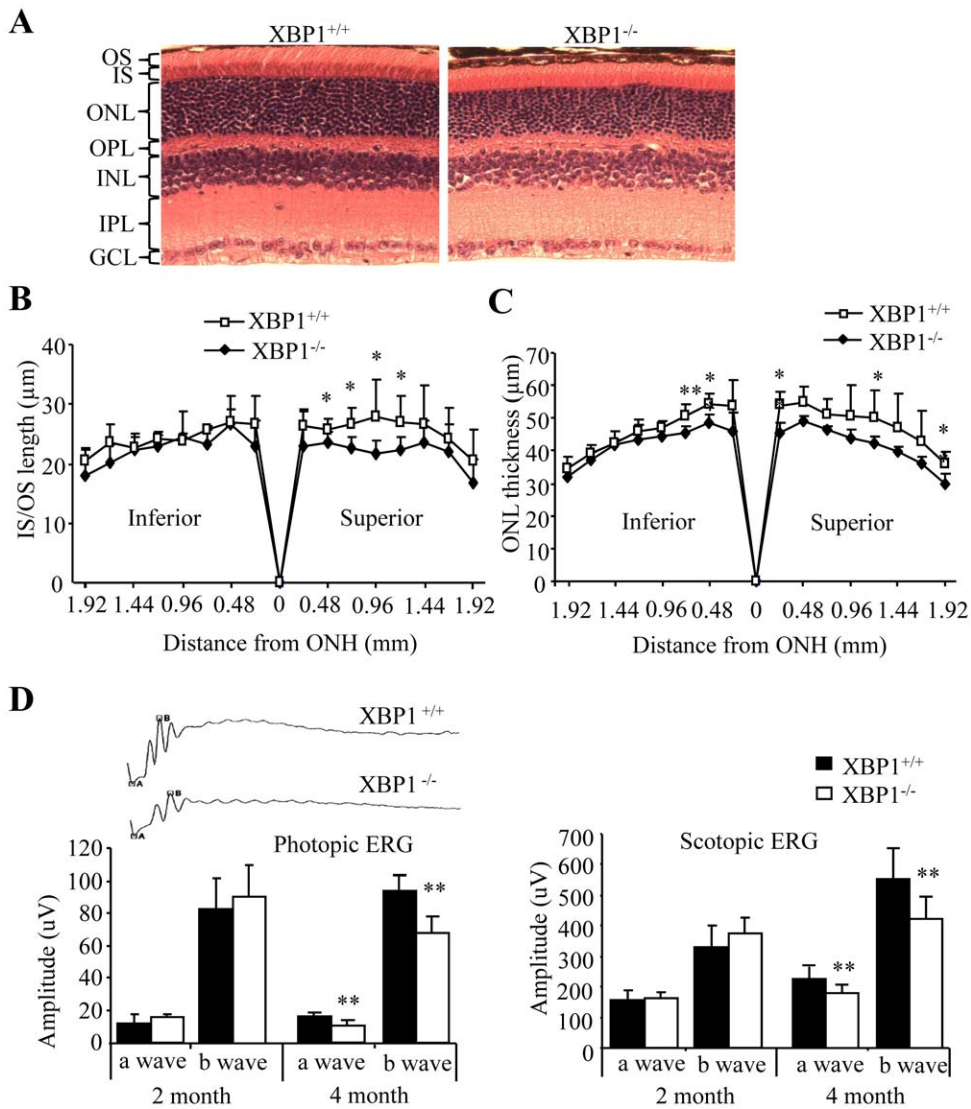 A
XBP1+/+ XBP1-/-
OS
IS
ONL
OPL
INL
IPL
GCL
B
XBP1+/+
XBP1-/-
IS/OS length (μm)
40
30
20
10
0
* * * *
Inferior Superior
1.92 1.44 0.96 0.48 0 0.48 0.96 1.44 1.92
Distance from ONH (mm)
C
XBP1+/+
XBP1-/-
ONL thickness (μm)
70
60
50
40
30
20
10
0
** * * * *
Inferior Superior
1.92 1.44 0.96 0.48 0 0.48 0.96 1.44 1.92
Distance from ONH (mm)
D
XBP1 +/+
B
A
XBP1 -/-
B
A
Photopic ERG
Amplitude (uV)
120
100
80
60
40
20
0
** **
a wave b wave a wave b wave
2 month 4 month
XBP1+/+
XBP1-/-
Scotopic ERG
Amplitude (uV)
700
600
500
400
300
200
100
0
** **
a wave b wave a wave b wave
2 month 4 month